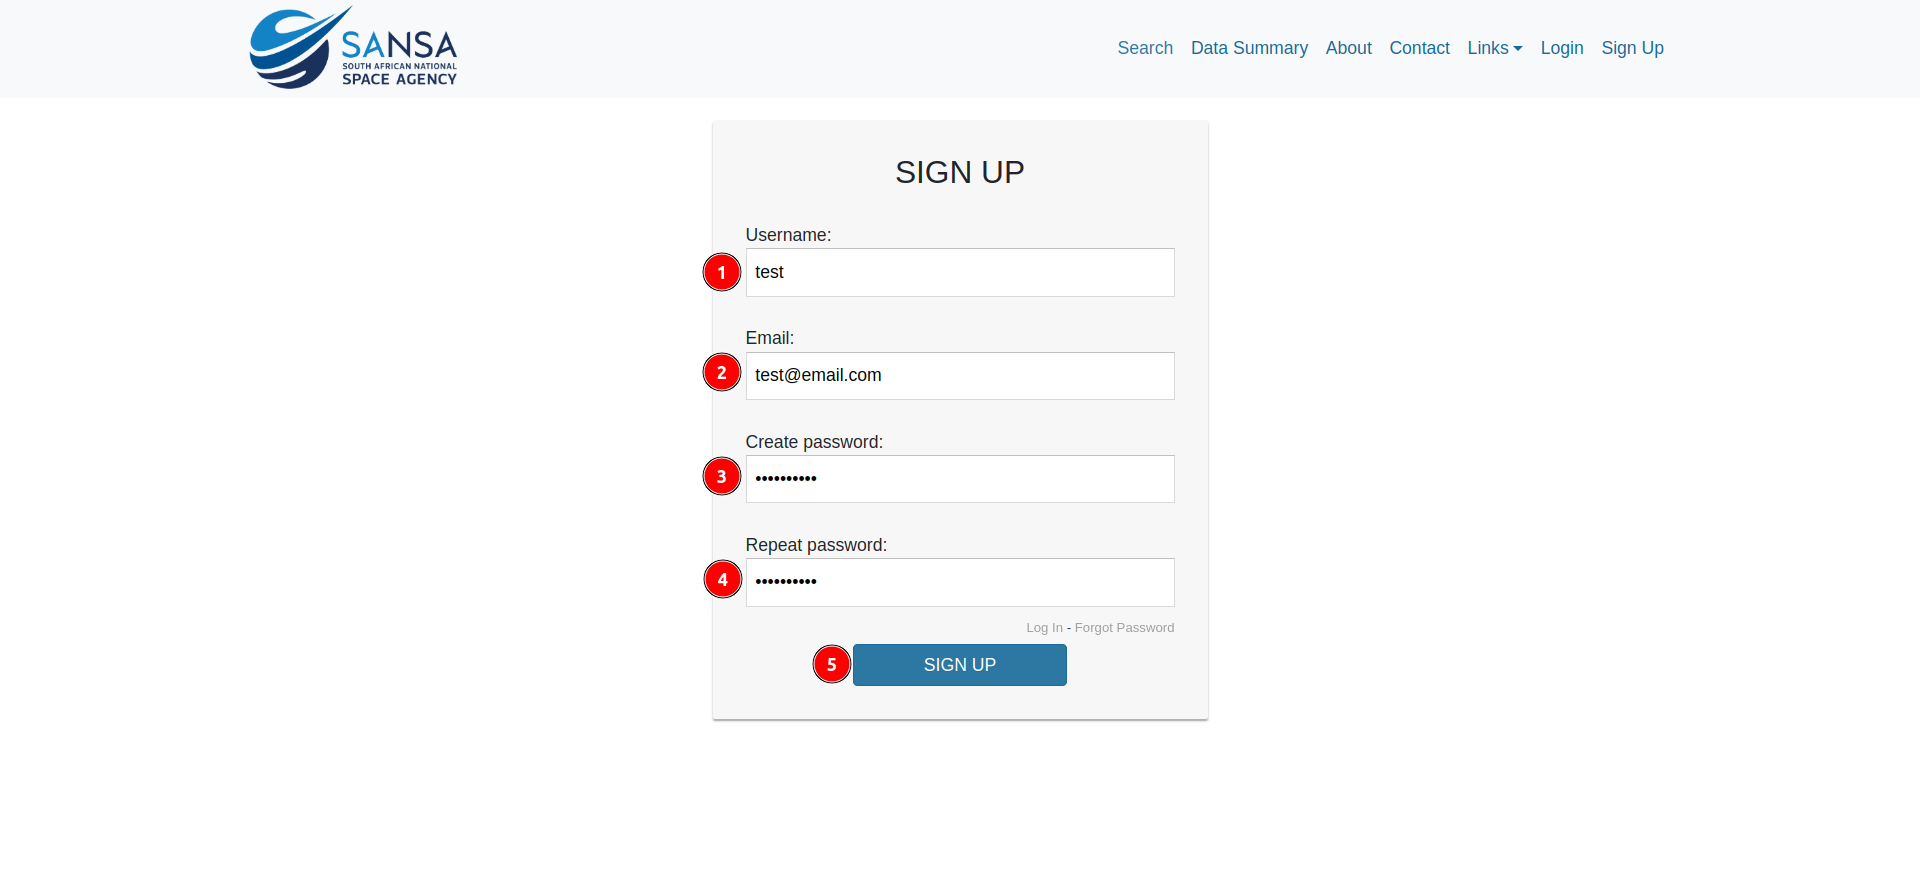 SANSA
SOUTH AFRICAN NATIONAL
SPACE AGENCY
Search Data Summary About Contact Links Login Sign Up
SIGN UP
Username:
1 test
Email:
2 test@email.com
Create password:
3 ••••••••••
Repeat password:
4 ••••••••••
Log In - Forgot Password
5 SIGN UP